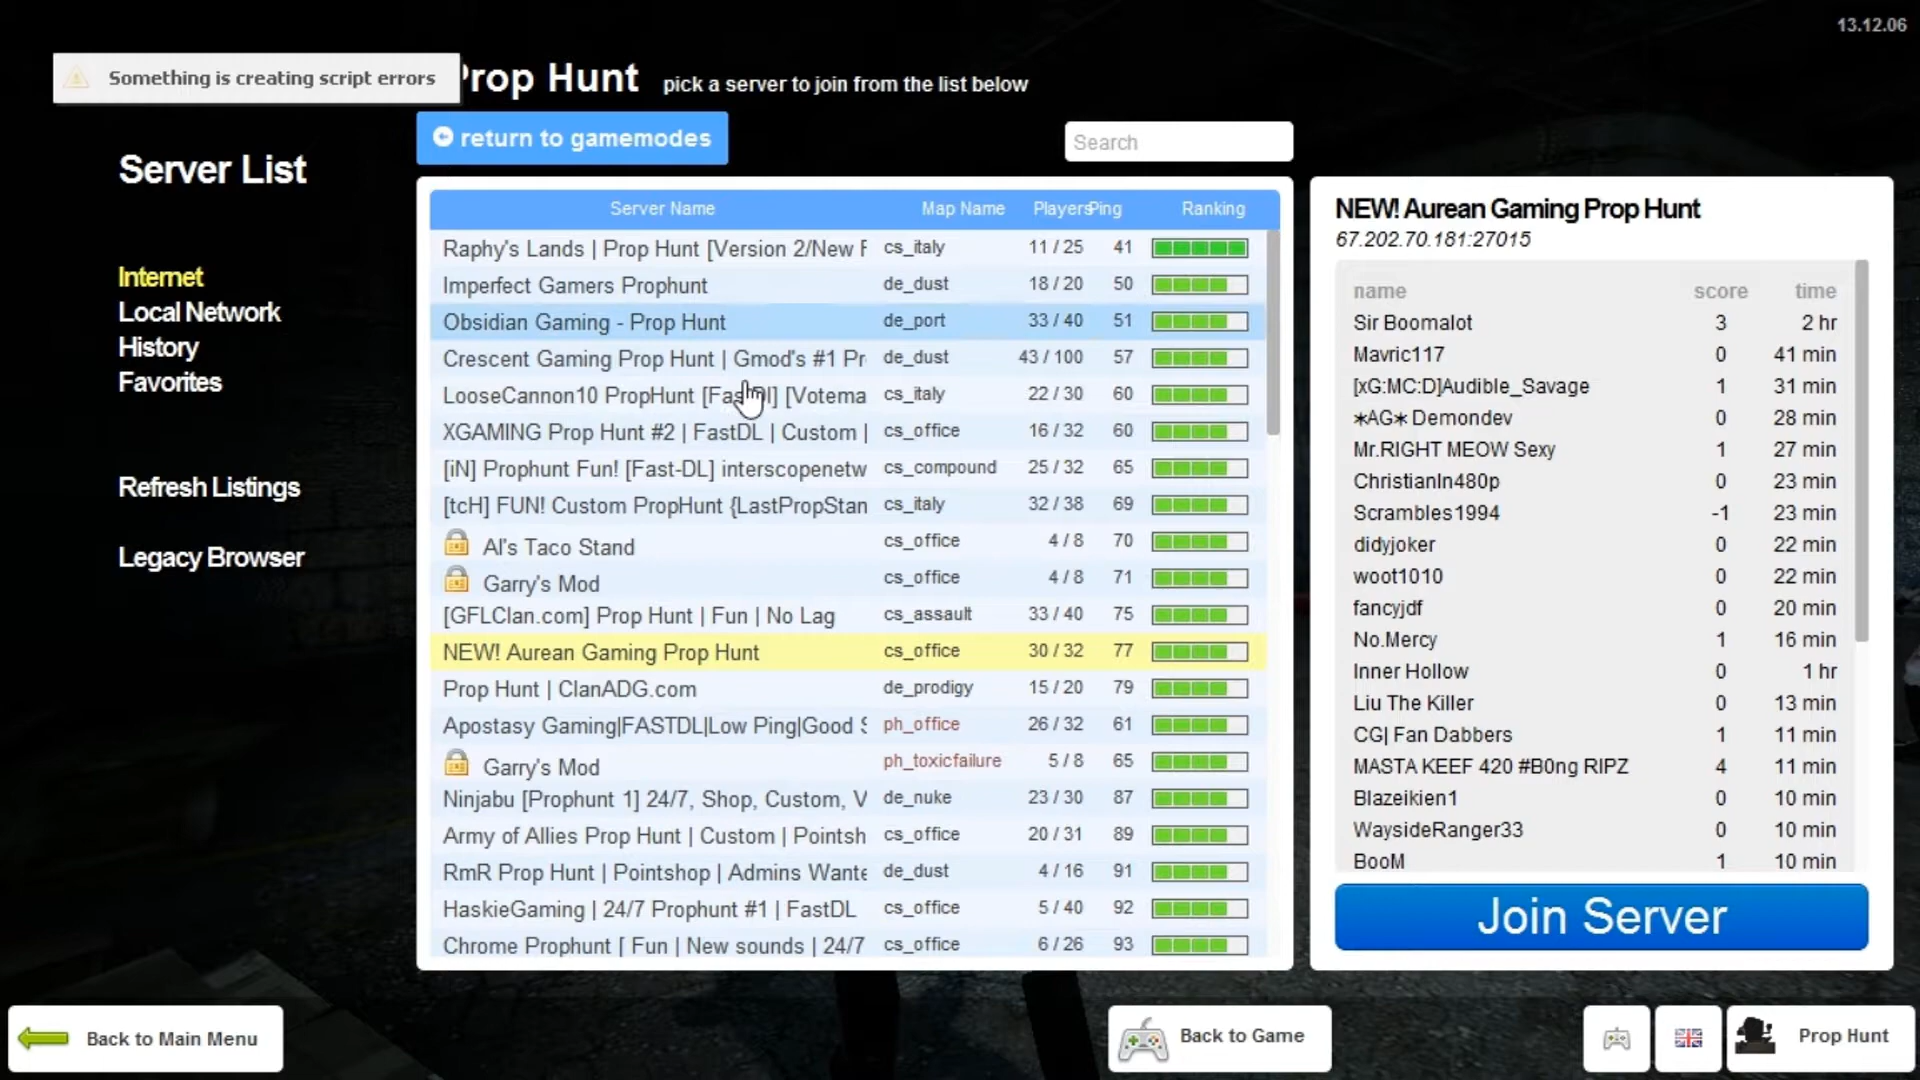 13.12.06
Something is creating script errors
Prop Hunt pick a server to join from the list below
return to gamemodes
Search
Server List
Internet
Local Network
History
Favorites
Refresh Listings
Legacy Browser
Server Name Map Name Players Ping Ranking
Raphy's Lands | Prop Hunt [Version 2/New F cs_italy 11 / 25 41
Imperfect Gamers Prophunt de_dust 18 / 20 50
Obsidian Gaming - Prop Hunt de_port 33 / 40 51
Crescent Gaming Prop Hunt | Gmod's #1 Pr de_dust 43 / 100 57
LooseCannon10 PropHunt [FastDl] [Votema cs_italy 22 / 30 60
XGAMING Prop Hunt #2 | FastDL | Custom | cs_office 16 / 32 60
[iN] Prophunt Fun! [Fast-DL] interscopenetw cs_compound 25 / 32 65
[tcH] FUN! Custom PropHunt {LastPropStan cs_italy 32 / 38 69
Al's Taco Stand cs_office 4 / 8 70
Garry's Mod cs_office 4 / 8 71
[GFLClan.com] Prop Hunt | Fun | No Lag cs_assault 33 / 40 75
NEW! Aurean Gaming Prop Hunt cs_office 30 / 32 77
Prop Hunt | ClanADG.com de_prodigy 15 / 20 79
Apostasy Gaming|FASTDL|Low Ping|Good S ph_office 26 / 32 61
Garry's Mod ph_toxicfailure 5 / 8 65
Ninjabu [Prophunt 1] 24/7, Shop, Custom, V de_nuke 23 / 30 87
Army of Allies Prop Hunt | Custom | Pointsh cs_office 20 / 31 89
RmR Prop Hunt | Pointshop | Admins Wante de_dust 4 / 16 91
HaskieGaming | 24/7 Prophunt #1 | FastDL cs_office 5 / 40 92
Chrome Prophunt [ Fun | New sounds | 24/7 cs_office 6 / 26 93
NEW! Aurean Gaming Prop Hunt
67.202.70.181:27015
name score time
Sir Boomalot 3 2 hr
Mavric117 0 41 min
[xG:MC:D]Audible_Savage 1 31 min
∗AG∗ Demondev 0 28 min
Mr.RIGHT MEOW Sexy 1 27 min
ChristianIn480p 0 23 min
Scrambles1994 -1 23 min
didyjoker 0 22 min
woot1010 0 22 min
fancyjdf 0 20 min
No.Mercy 1 16 min
Inner Hollow 0 1 hr
Liu The Killer 0 13 min
CG| Fan Dabbers 1 11 min
MASTA KEEF 420 #B0ng RIPZ 4 11 min
Blazeikien1 0 10 min
WaysideRanger33 0 10 min
BooM 1 10 min
Join Server
Back to Main Menu
Back to Game
Prop Hunt